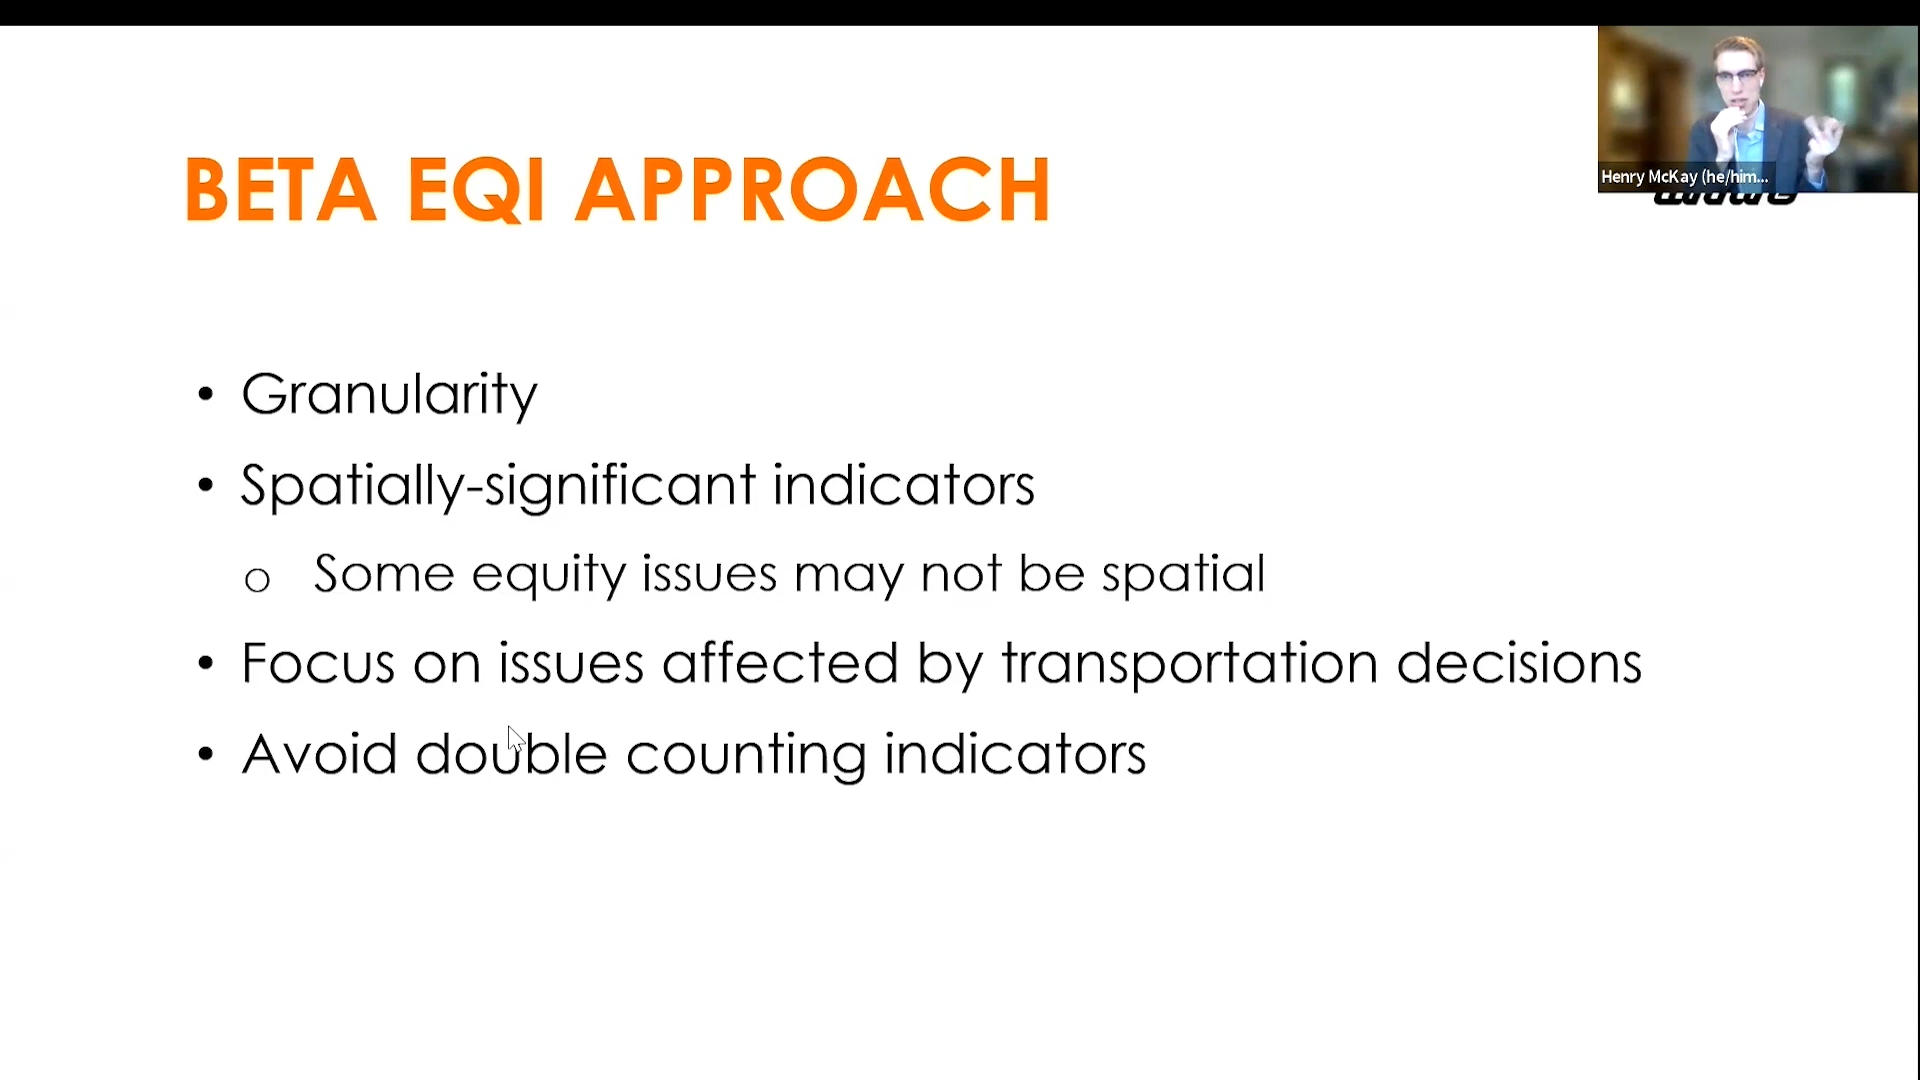 Henry McKay (he/him...
BETA EQI APPROACH
• Granularity
• Spatially-significant indicators
o Some equity issues may not be spatial
• Focus on issues affected by transportation decisions
• Avoid double counting indicators